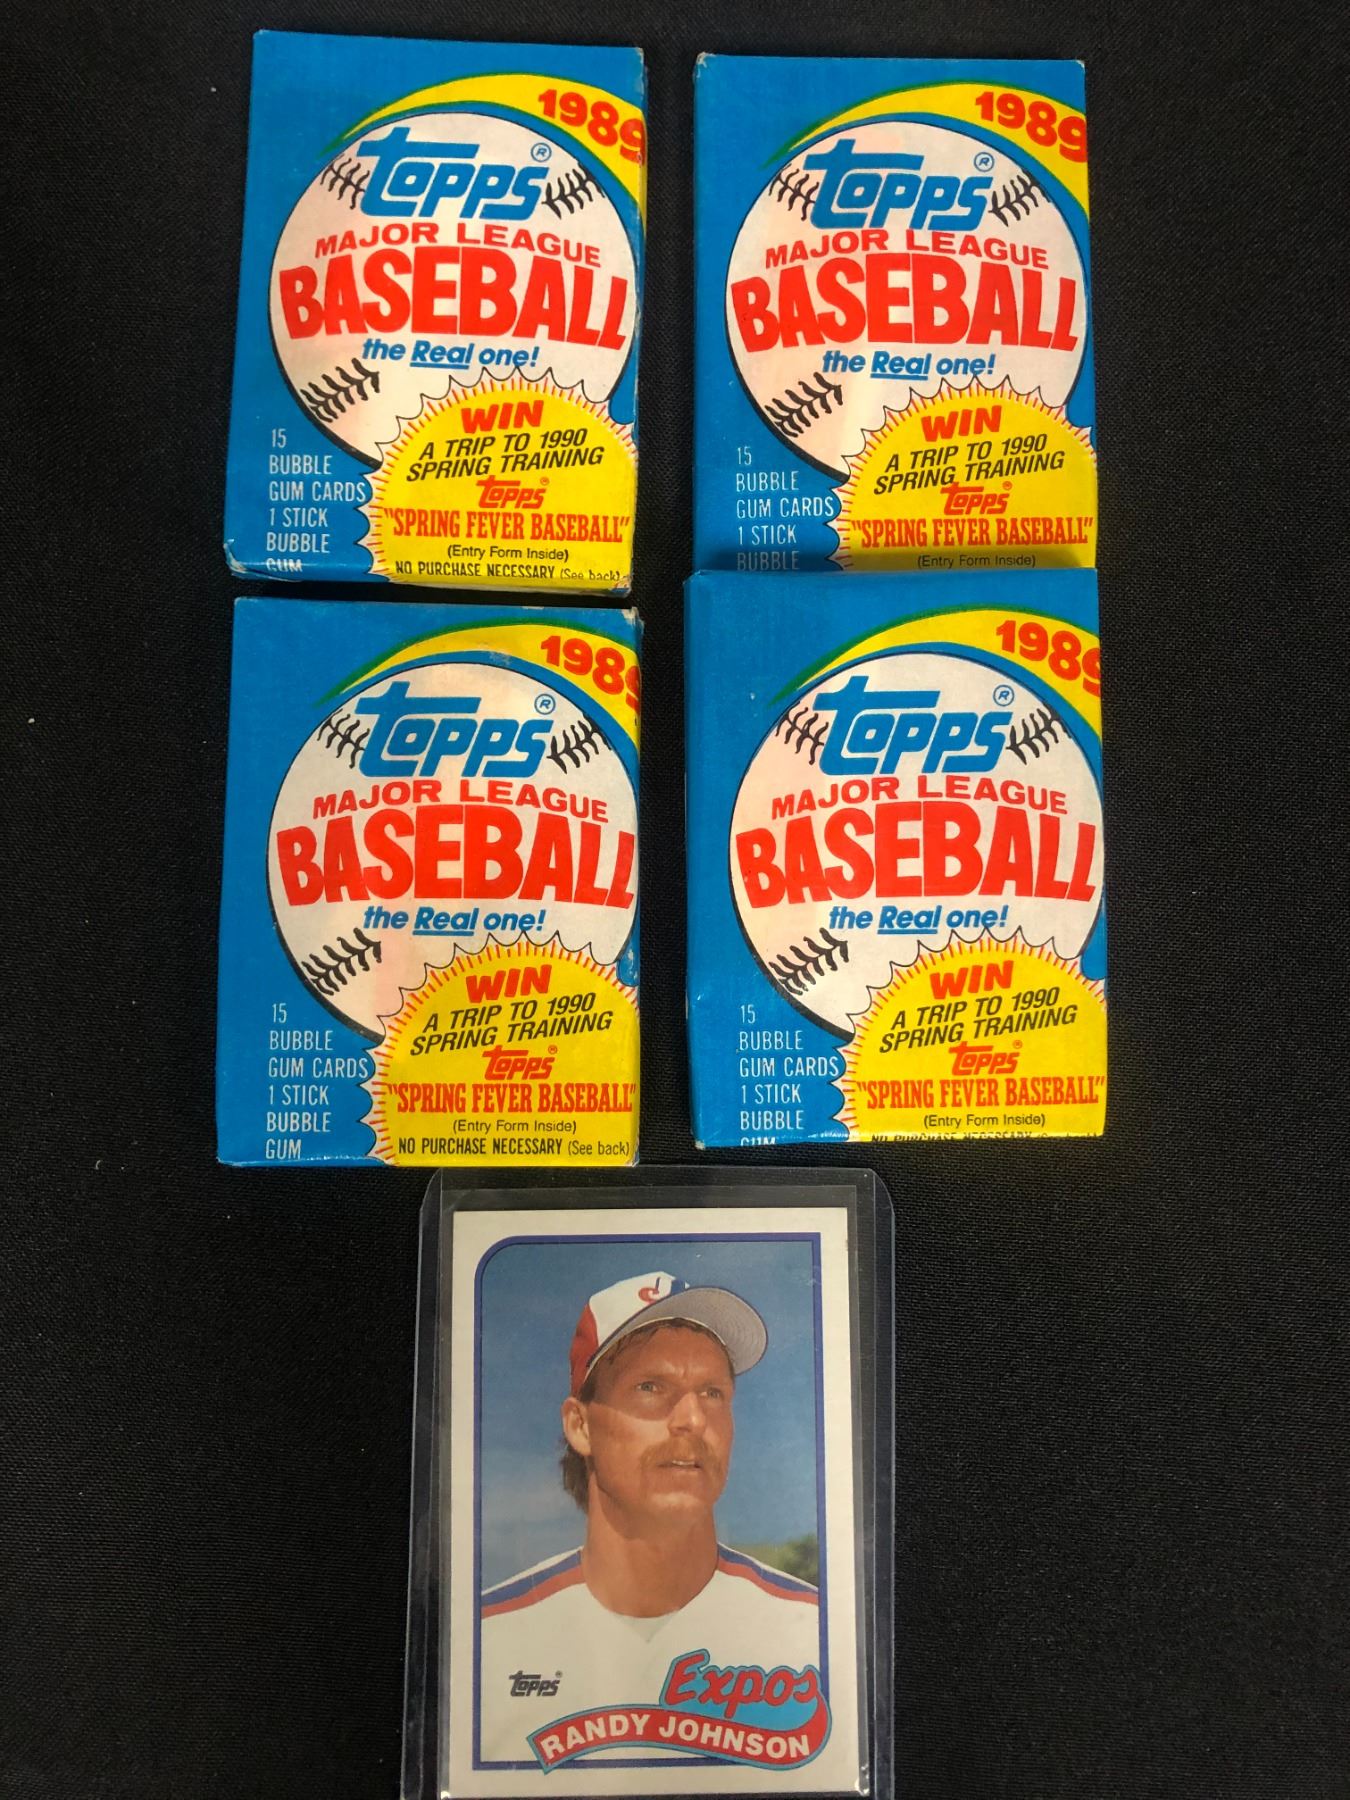 1989
Topps®
MAJOR LEAGUE
BASEBALL
the Real one!
WIN
A TRIP TO 1990
SPRING TRAINING
Topps®
"SPRING FEVER BASEBALL"
(Entry Form Inside)
NO PURCHASE NECESSARY (See back)
15
BUBBLE
GUM CARDS
1 STICK
BUBBLE
GUM
1989
Topps®
MAJOR LEAGUE
BASEBALL
the Real one!
WIN
A TRIP TO 1990
SPRING TRAINING
Topps®
"SPRING FEVER BASEBALL"
(Entry Form Inside)
15
BUBBLE
GUM CARDS
1 STICK
BUBBLE
1989
Topps®
MAJOR LEAGUE
BASEBALL
the Real one!
WIN
A TRIP TO 1990
SPRING TRAINING
Topps®
"SPRING FEVER BASEBALL"
(Entry Form Inside)
NO PURCHASE NECESSARY (See back)
15
BUBBLE
GUM CARDS
1 STICK
BUBBLE
GUM
1989
Topps®
MAJOR LEAGUE
BASEBALL
the Real one!
WIN
A TRIP TO 1990
SPRING TRAINING
Topps®
"SPRING FEVER BASEBALL"
(Entry Form Inside)
NO PURCHASE NECESSARY
15
BUBBLE
GUM CARDS
1 STICK
BUBBLE
GUM
Topps®
Expos
RANDY JOHNSON